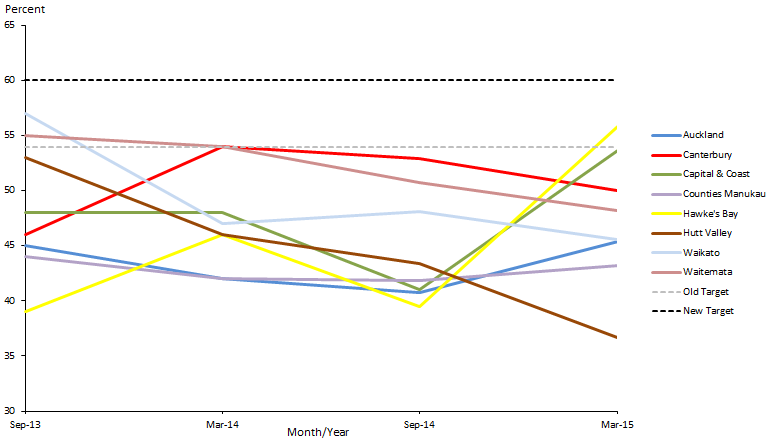 Percent
65
60
55
50
45
40
35
30
Sep-13
Mar-14
Sep-14
Mar-15
Month/Year
Auckland
Canterbury
Capital & Coast
Counties Manukau
Hawke's Bay
Hutt Valley
Waikato
Waitemata
Old Target
New Target